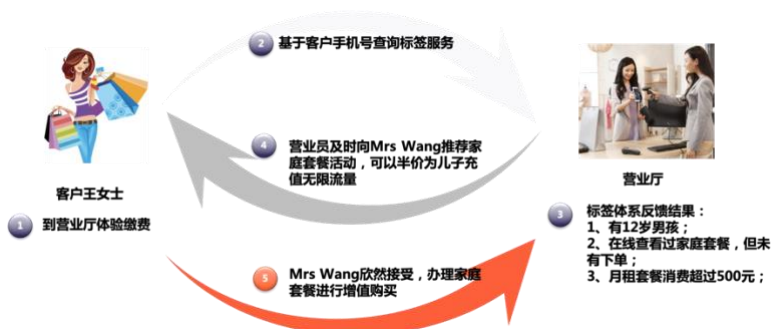 2
基于客户手机号查询标签服务
4
营业员及时向Mrs Wang推荐家
庭套餐活动，可以半价为儿子充
值无限流量
客户王女士
1
到营业厅体验缴费
营业厅
3
标签体系反馈结果：
1、有12岁男孩；
2、在线查看过家庭套餐，但未
有下单；
3、月租套餐消费超过500元；
5
Mrs Wang欣然接受，办理家庭
套餐进行增值购买